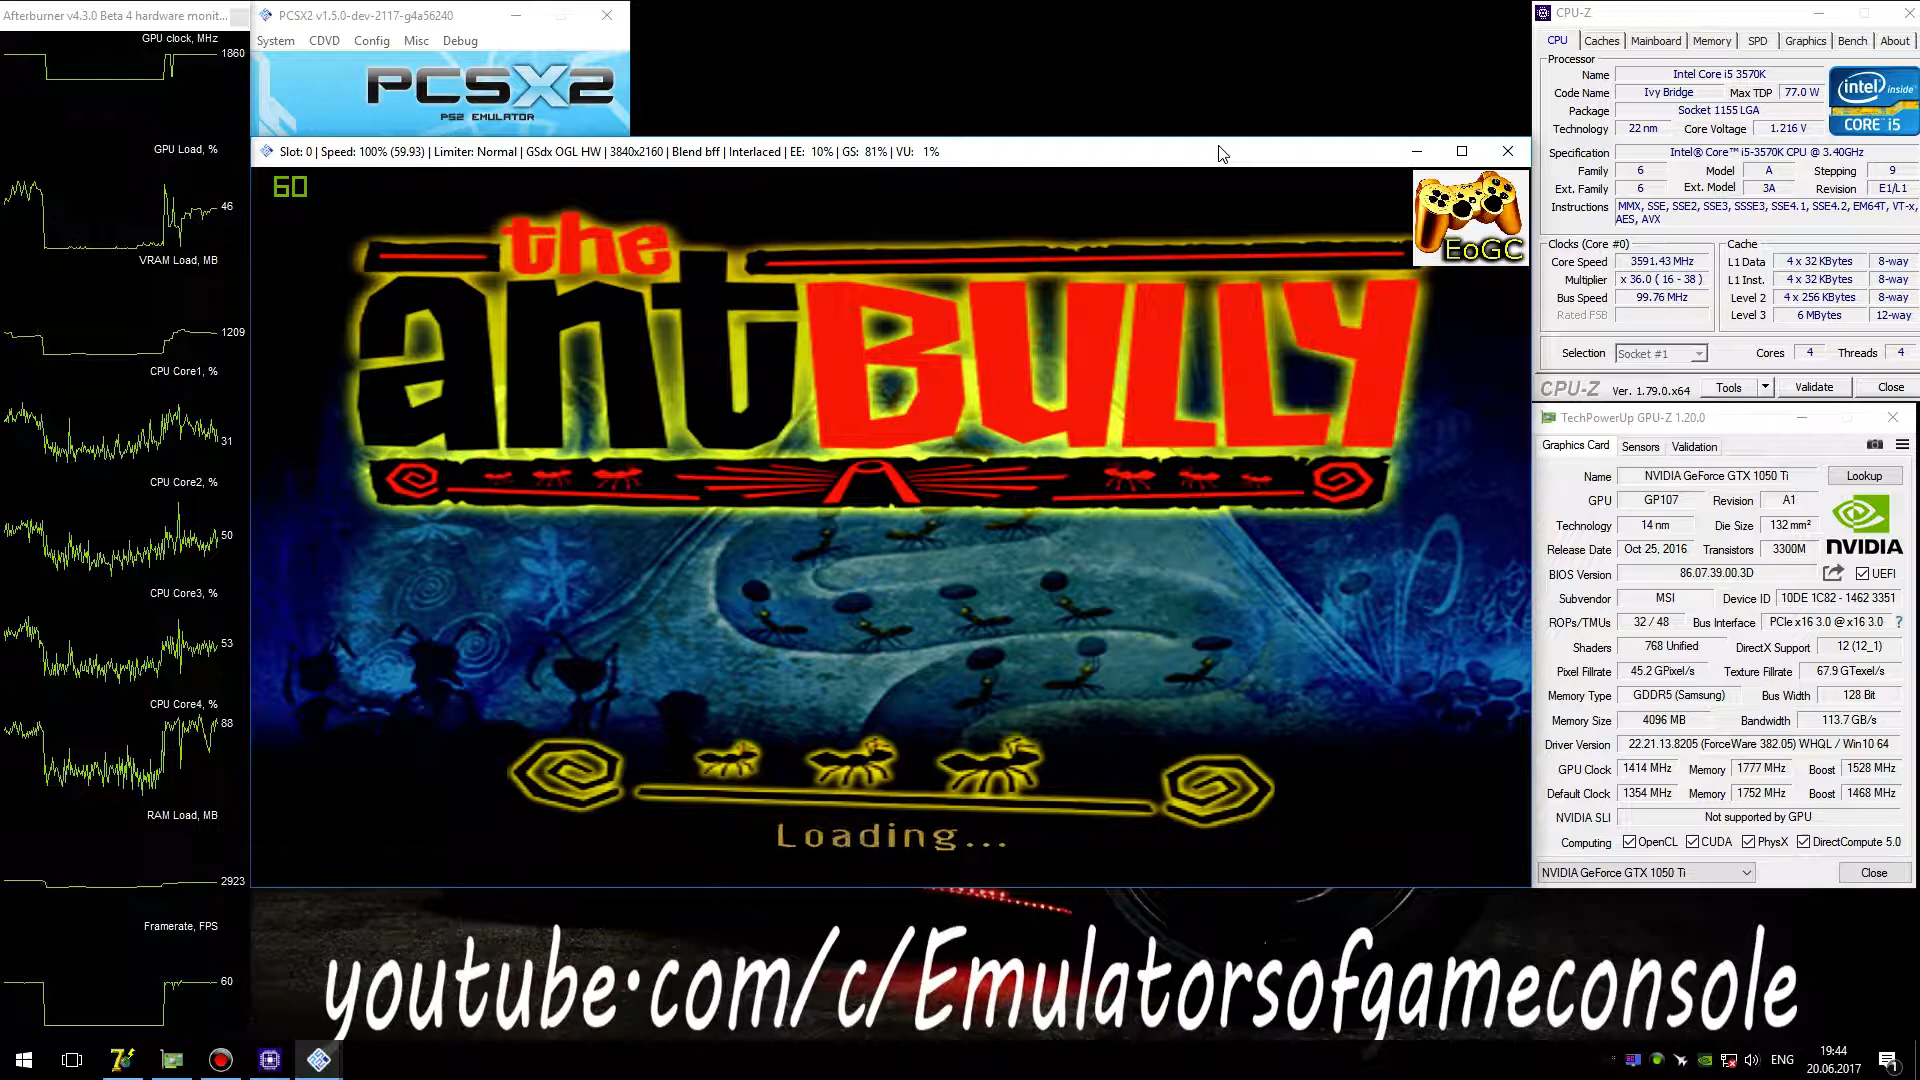 Afterburner v4.3.0 Beta 4 hardware monit...
GPU clock, MHz
1860
GPU Load, %
46
VRAM Load, MB
1209
CPU Core1, %
31
CPU Core2, %
50
CPU Core3, %
53
CPU Core4, %
88
RAM Load, MB
2923
Framerate, FPS
60
PCSX2 v1.5.0-dev-2117-g4a56240
System CDVD Config Misc Debug
PCSX2
PS2 EMULATOR
Slot: 0 | Speed: 100% (59.93) | Limiter: Normal | GSdx OGL HW | 3840x2160 | Blend bff | Interlaced | EE: 10% | GS: 81% | VU: 1%
60
EoGC
the
ant BULLY
Loading...
CPU-Z
CPU Caches Mainboard Memory SPD Graphics Bench About
Processor
Name Intel Core i5 3570K
Code Name Ivy Bridge Max TDP 77.0 W
Package Socket 1155 LGA
Technology 22 nm Core Voltage 1.216 V
intel inside™
CORE i5
Specification Intel® Core™ i5-3570K CPU @ 3.40GHz
Family 6 Model A Stepping 9
Ext. Family 6 Ext. Model 3A Revision E1/L1
Instructions MMX, SSE, SSE2, SSE3, SSSE3, SSE4.1, SSE4.2, EM64T, VT-x,
AES, AVX
Clocks (Core #0)
Core Speed 3591.43 MHz
Multiplier x 36.0 ( 16 - 38 )
Bus Speed 99.76 MHz
Rated FSB
Cache
L1 Data 4 x 32 KBytes 8-way
L1 Inst. 4 x 32 KBytes 8-way
Level 2 4 x 256 KBytes 8-way
Level 3 6 MBytes 12-way
Selection Socket #1 Cores 4 Threads 4
CPU-Z Ver. 1.79.0.x64 Tools Validate Close
TechPowerUp GPU-Z 1.20.0
Graphics Card Sensors Validation
Name NVIDIA GeForce GTX 1050 Ti Lookup
GPU GP107 Revision A1
Technology 14 nm Die Size 132 mm²
Release Date Oct 25, 2016 Transistors 3300M
NVIDIA
BIOS Version 86.07.39.00.3D UEFI
Subvendor MSI Device ID 10DE 1C82 - 1462 3351
ROPs/TMUs 32 / 48 Bus Interface PCIe x16 3.0 @ x16 3.0 ?
Shaders 768 Unified DirectX Support 12 (12_1)
Pixel Fillrate 45.2 GPixel/s Texture Fillrate 67.9 GTexel/s
Memory Type GDDR5 (Samsung) Bus Width 128 Bit
Memory Size 4096 MB Bandwidth 113.7 GB/s
Driver Version 22.21.13.8205 (ForceWare 382.05) WHQL / Win10 64
GPU Clock 1414 MHz Memory 1777 MHz Boost 1528 MHz
Default Clock 1354 MHz Memory 1752 MHz Boost 1468 MHz
NVIDIA SLI Not supported by GPU
Computing OpenCL CUDA PhysX DirectCompute 5.0
NVIDIA GeForce GTX 1050 Ti Close
youtube.com/c/Emulatorsofgameconsole
ENG
19:44
20.06.2017
1